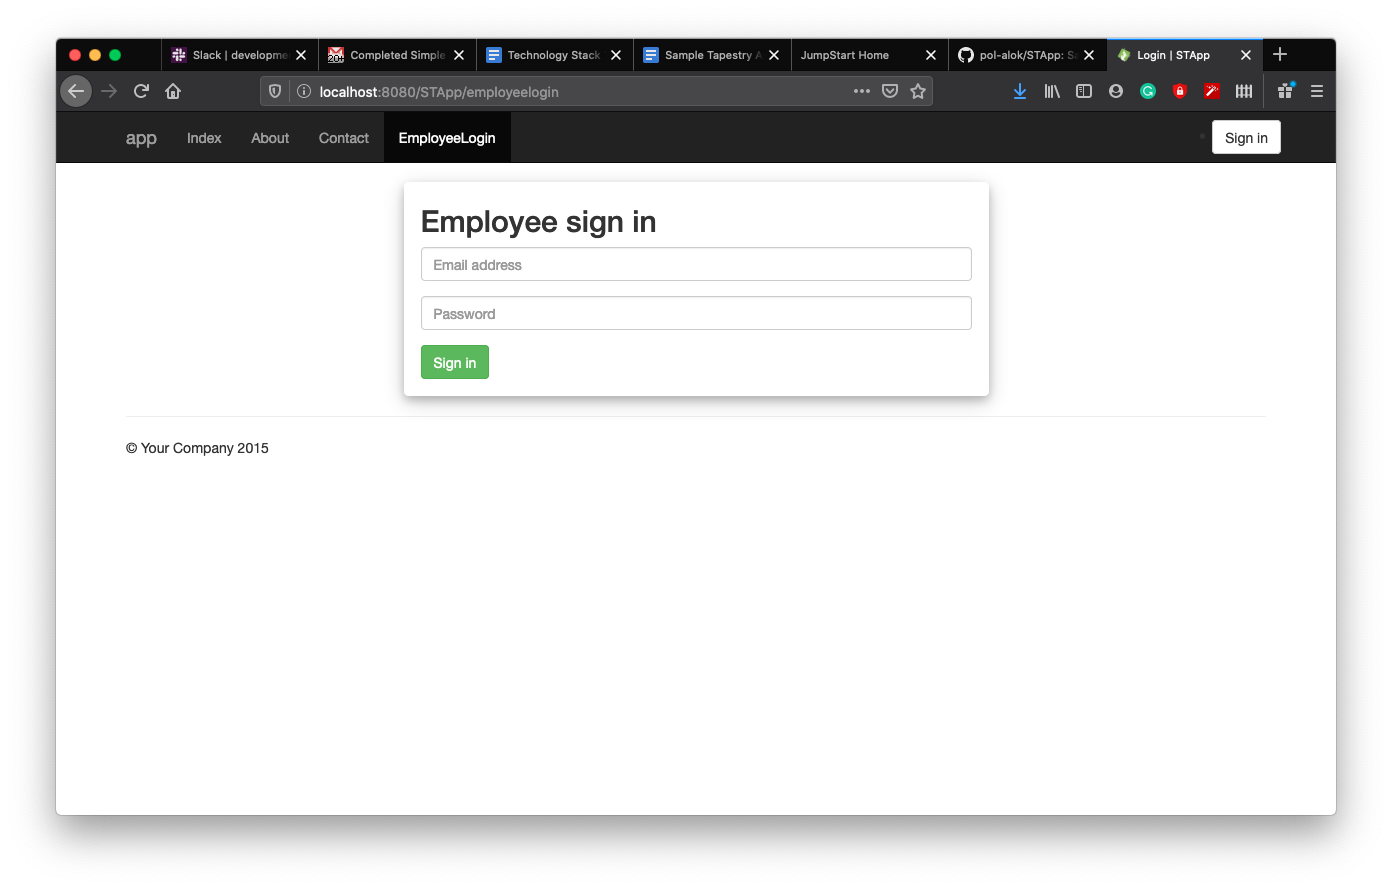 Slack | developme
Completed Simple
Technology Stack
Sample Tapestry A
JumpStart Home
pol-alok/STApp: Sa
Login | STApp
localhost:8080/STApp/employeelogin
app
Index
About
Contact
EmployeeLogin
Sign in
Employee sign in
Email address
Password
Sign in
© Your Company 2015